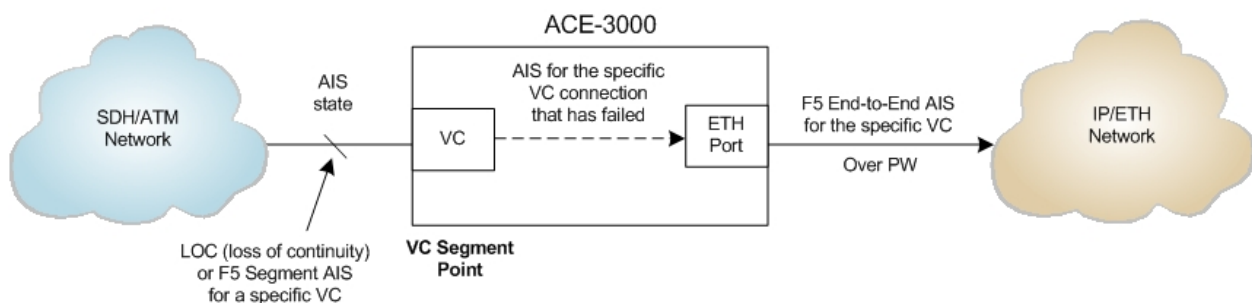 ACE-3000
SDH/ATM
Network
AIS
state
VC
AIS for the specific
VC connection
that has failed
ETH
Port
F5 End-to-End AIS
for the specific VC
Over PW
IP/ETH
Network
LOC (loss of continuity)
or F5 Segment AIS
for a specific VC
VC Segment
Point